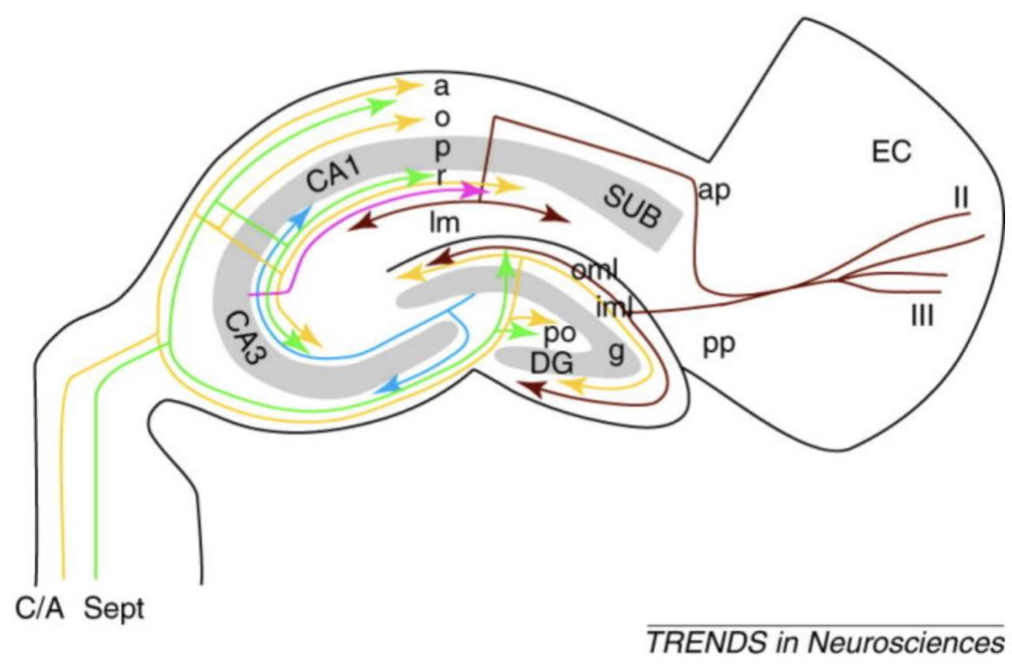 a
o
p
CA1
r
lm
SUB
ap
EC
II
III
oml
iml
po
DG
g
pp
CA3
C/A Sept
TRENDS in Neurosciences